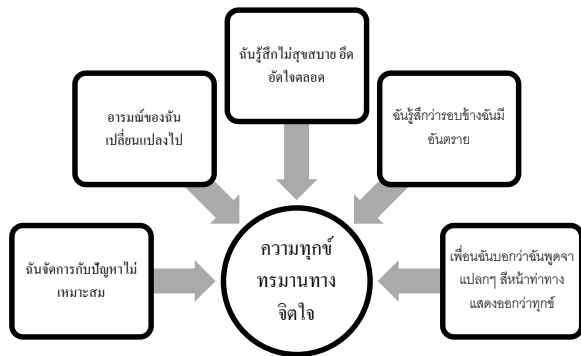 ฉันรู้สึกไม่สุขสบาย อึด
อัดใจตลอด
อารมณ์ของฉัน
เปลี่ยนแปลงไป
ฉันรู้สึกว่ารอบข้างฉันมี
อันตราย
ฉันจัดการกับปัญหาไม่
เหมาะสม
ความทุกข์
ทรมานทาง
จิตใจ
เพื่อนฉันบอกว่าฉันพูดจา
แปลกๆ สีหน้าท่าทาง
แสดงออกว่าทุกข์